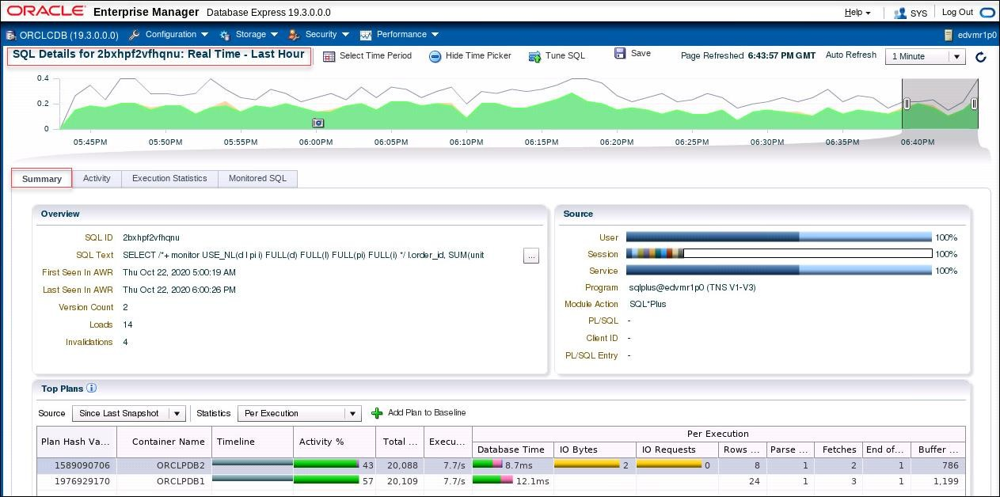 ORACLE Enterprise Manager Database Express 19.3.0.0.0 Help SYS Log Out
ORCLCDB (19.3.0.0.0) Configuration Storage Security Performance edvmr1p0
SQL Details for 2bxhpf2vfhqnu: Real Time - Last Hour Select Time Period Hide Time Picker Tune SQL Save Page Refreshed 6:43:57 PM GMT Auto Refresh 1 Minute
0.4
0.2
0
05:45PM 05:50PM 05:55PM 06:00PM 06:05PM 06:10PM 06:15PM 06:20PM 06:25PM 06:30PM 06:35PM 06:40PM
Summary Activity Execution Statistics Monitored SQL
Overview
SQL ID 2bxhpf2vfhqnu
SQL Text SELECT /*+ monitor USE_NL(d l pi i) FULL(d) FULL(l) FULL(pi) FULL(i) */ l.order_id, SUM(unit ...
First Seen In AWR Thu Oct 22, 2020 5:00:19 AM
Last Seen In AWR Thu Oct 22, 2020 6:00:26 PM
Version Count 2
Loads 14
Invalidations 4
Source
User 100%
Session 100%
Service 100%
Program sqlplus@edvmr1p0 (TNS V1-V3)
Module Action SQL*Plus
PL/SQL -
Client ID -
PL/SQL Entry -
Top Plans
Source Since Last Snapshot Statistics Per Execution Add Plan to Baseline
Plan Hash Va... Container Name Timeline Activity % Total ... Execu... Per Execution
Database Time IO Bytes IO Requests Rows ... Parse ... Fetches End of... Buffer ...
1589090706 ORCLPDB2 43 20,088 7.7/s 8.7ms 2 0 8 1 2 1 786
1976929170 ORCLPDB1 57 20,109 7.7/s 12.1ms 24 1 3 1 1,199